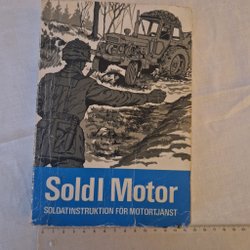 SoldI Motor
SOLDATINSTRUKTION FÖR MOTORTJÄNST